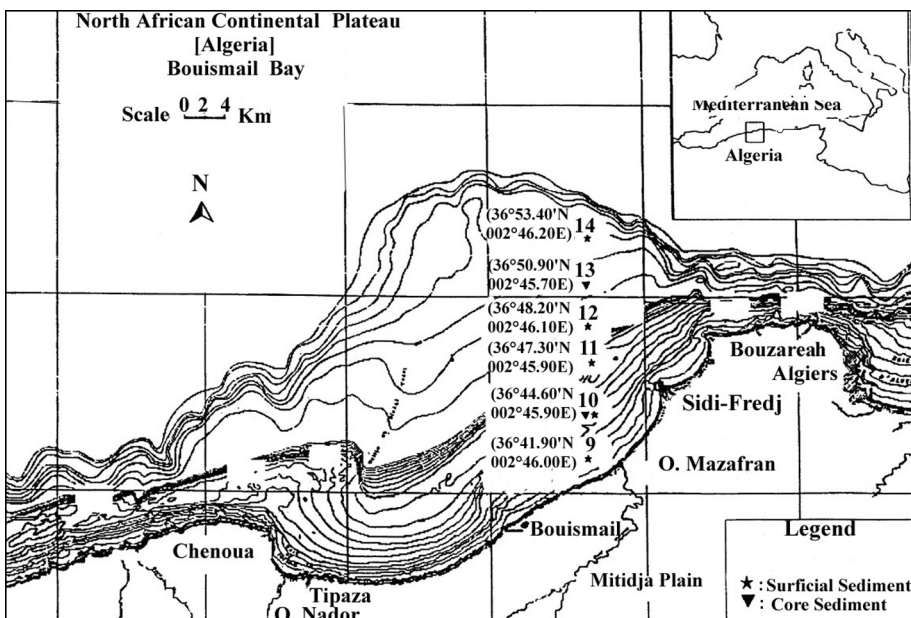 North African Continental Plateau
[Algeria]
Bouismail Bay
Scale 0 2 4 Km
N
Mediterranean Sea
Algeria
(36°53.40'N
002°46.20E)
14
(36°50.90'N
002°45.70E)
13
(36°48.20'N
002°46.10E)
12
(36°47.30'N
002°45.90E)
11
(36°44.60'N
002°45.90E)
10
(36°41.90'N
002°46.00E)
9
Bouzareah
Algiers
Sidi-Fredj
O. Mazafran
Bouismail
Chenoua
Tipaza
O. Nador
Mitidja Plain
Legend
★ : Surficial Sediment
▼ : Core Sediment